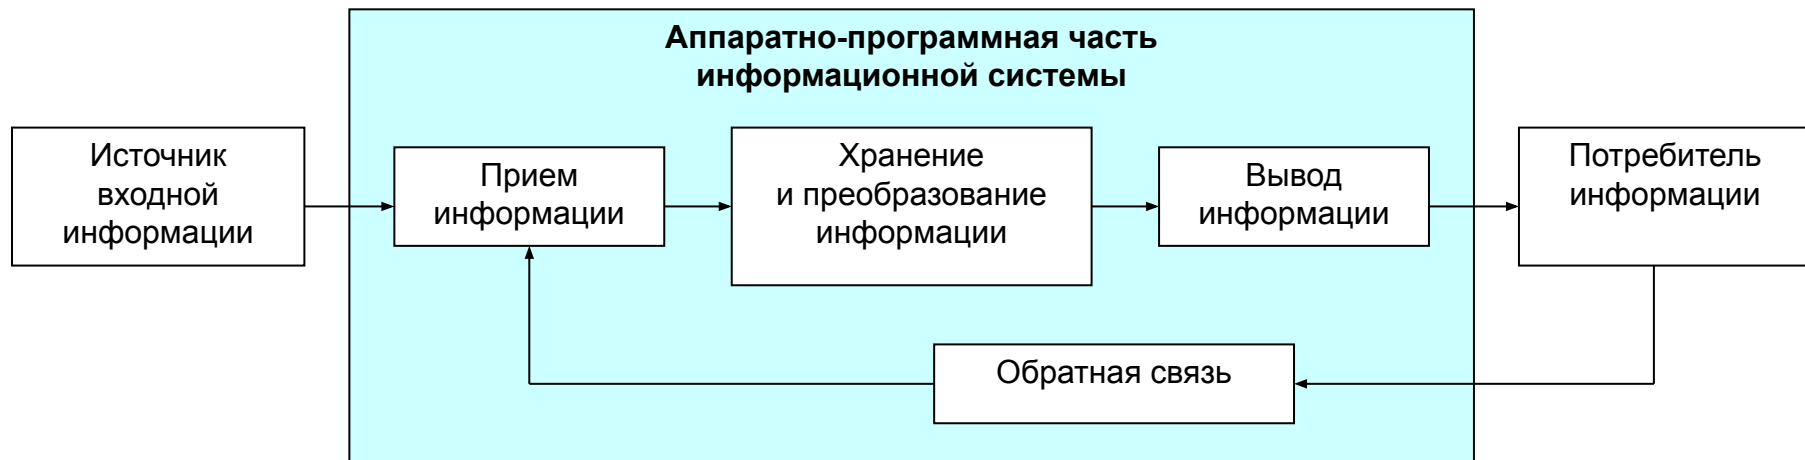 Аппаратно-программная часть
информационной системы
Источник
входной
информации
Прием
информации
Хранение
и преобразование
информации
Вывод
информации
Потребитель
информации
Обратная связь